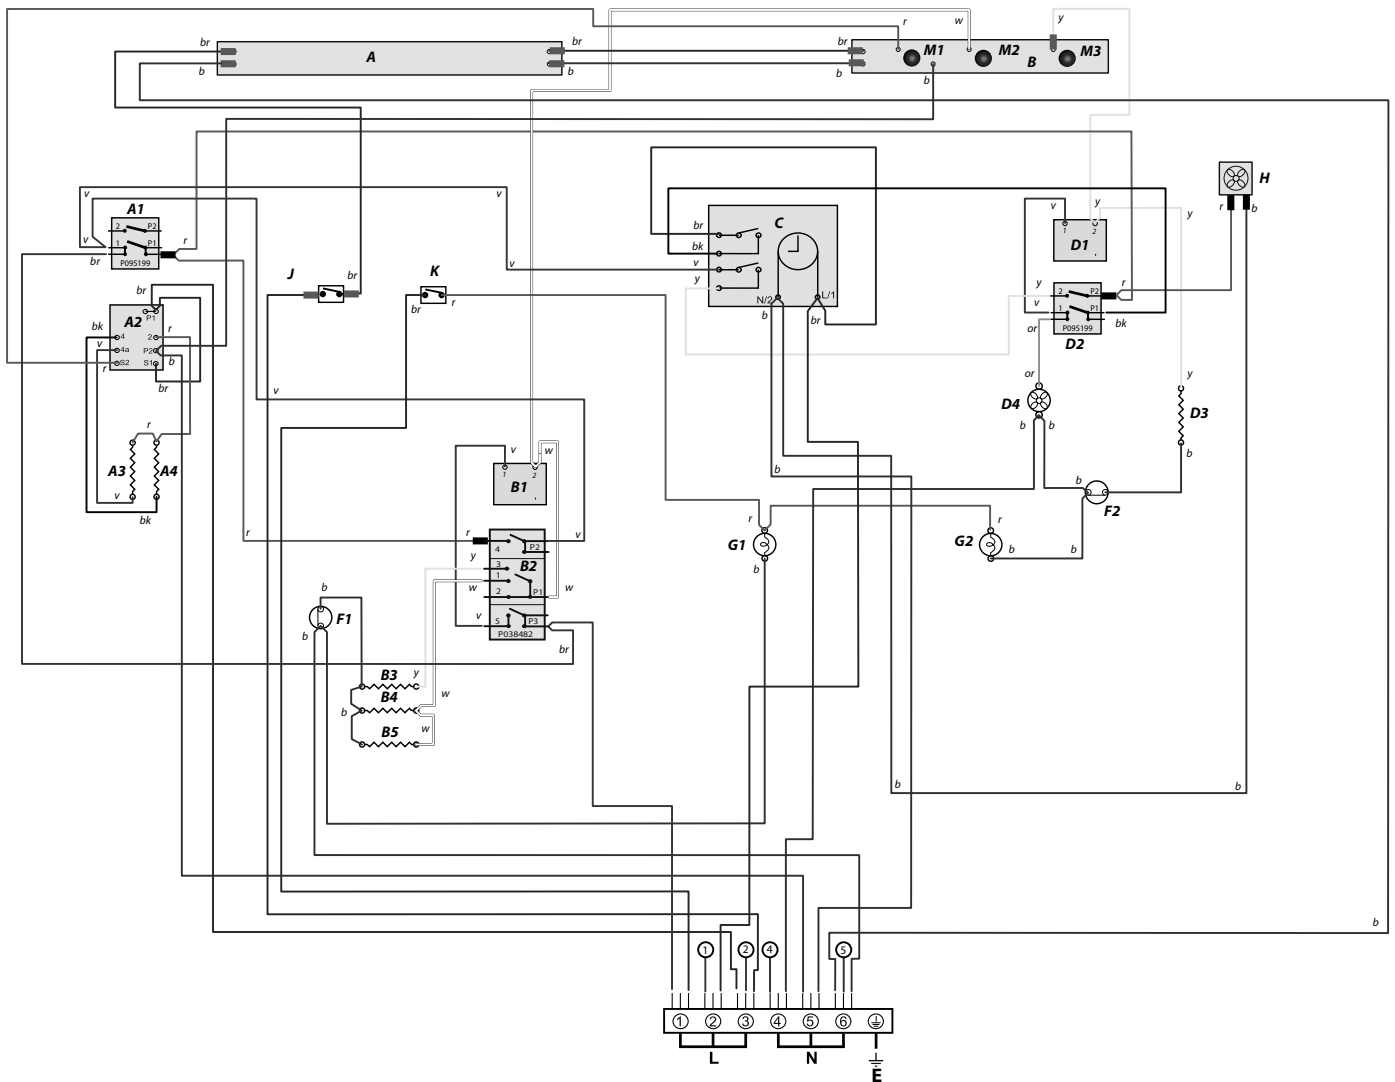 r w y
br A br br M1 M2 M3
b b b B
b
H
r b
v v
A1
2 P2
v 1 P1 r
br P095199
C
br
bk
v v
y
N/2 L/1
b br
v y y
1 2
D1
y 2 P2 r
v 1 P1 bk
or P095199
D2
J br
K
br r
br P1
A2
bk 4 2 r
v 4a P2
r S2 S1 b
br
v
r
A3 A4
v
bk
or
D4
b b
y
D3
b
v w
1 2
B1
b
b F2
r r 4 P2 v
y 3 B2
1
w 2 P1 w
v 5 P3
P038482 br
r G1
b
r
G2 b b
b
F1
b
B3 y
B4 w
b
B5 w
b b
b
1 2 4 5
1 2 3 4 5 6
L N
E